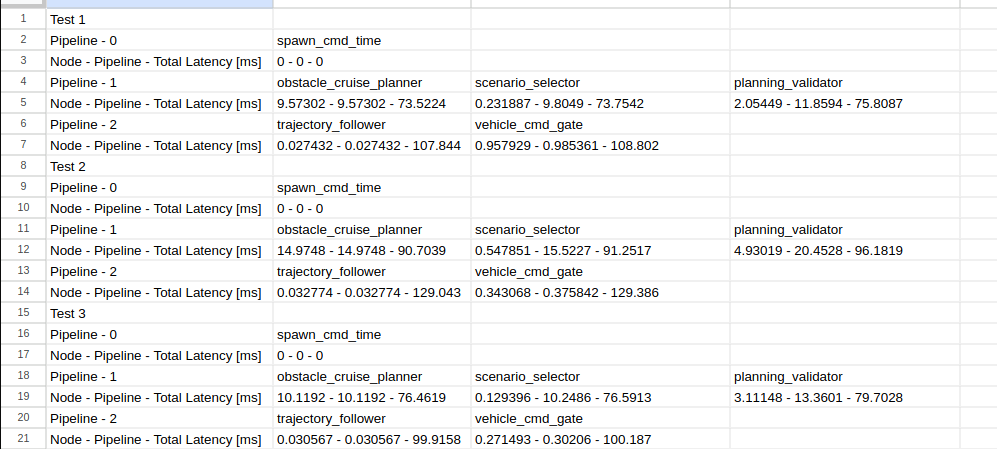 1 Test 1
2 Pipeline - 0 spawn_cmd_time
3 Node - Pipeline - Total Latency [ms] 0 - 0 - 0
4 Pipeline - 1 obstacle_cruise_planner scenario_selector planning_validator
5 Node - Pipeline - Total Latency [ms] 9.57302 - 9.57302 - 73.5224 0.231887 - 9.8049 - 73.7542 2.05449 - 11.8594 - 75.8087
6 Pipeline - 2 trajectory_follower vehicle_cmd_gate
7 Node - Pipeline - Total Latency [ms] 0.027432 - 0.027432 - 107.844 0.957929 - 0.985361 - 108.802
8 Test 2
9 Pipeline - 0 spawn_cmd_time
10 Node - Pipeline - Total Latency [ms] 0 - 0 - 0
11 Pipeline - 1 obstacle_cruise_planner scenario_selector planning_validator
12 Node - Pipeline - Total Latency [ms] 14.9748 - 14.9748 - 90.7039 0.547851 - 15.5227 - 91.2517 4.93019 - 20.4528 - 96.1819
13 Pipeline - 2 trajectory_follower vehicle_cmd_gate
14 Node - Pipeline - Total Latency [ms] 0.032774 - 0.032774 - 129.043 0.343068 - 0.375842 - 129.386
15 Test 3
16 Pipeline - 0 spawn_cmd_time
17 Node - Pipeline - Total Latency [ms] 0 - 0 - 0
18 Pipeline - 1 obstacle_cruise_planner scenario_selector planning_validator
19 Node - Pipeline - Total Latency [ms] 10.1192 - 10.1192 - 76.4619 0.129396 - 10.2486 - 76.5913 3.11148 - 13.3601 - 79.7028
20 Pipeline - 2 trajectory_follower vehicle_cmd_gate
21 Node - Pipeline - Total Latency [ms] 0.030567 - 0.030567 - 99.9158 0.271493 - 0.30206 - 100.187